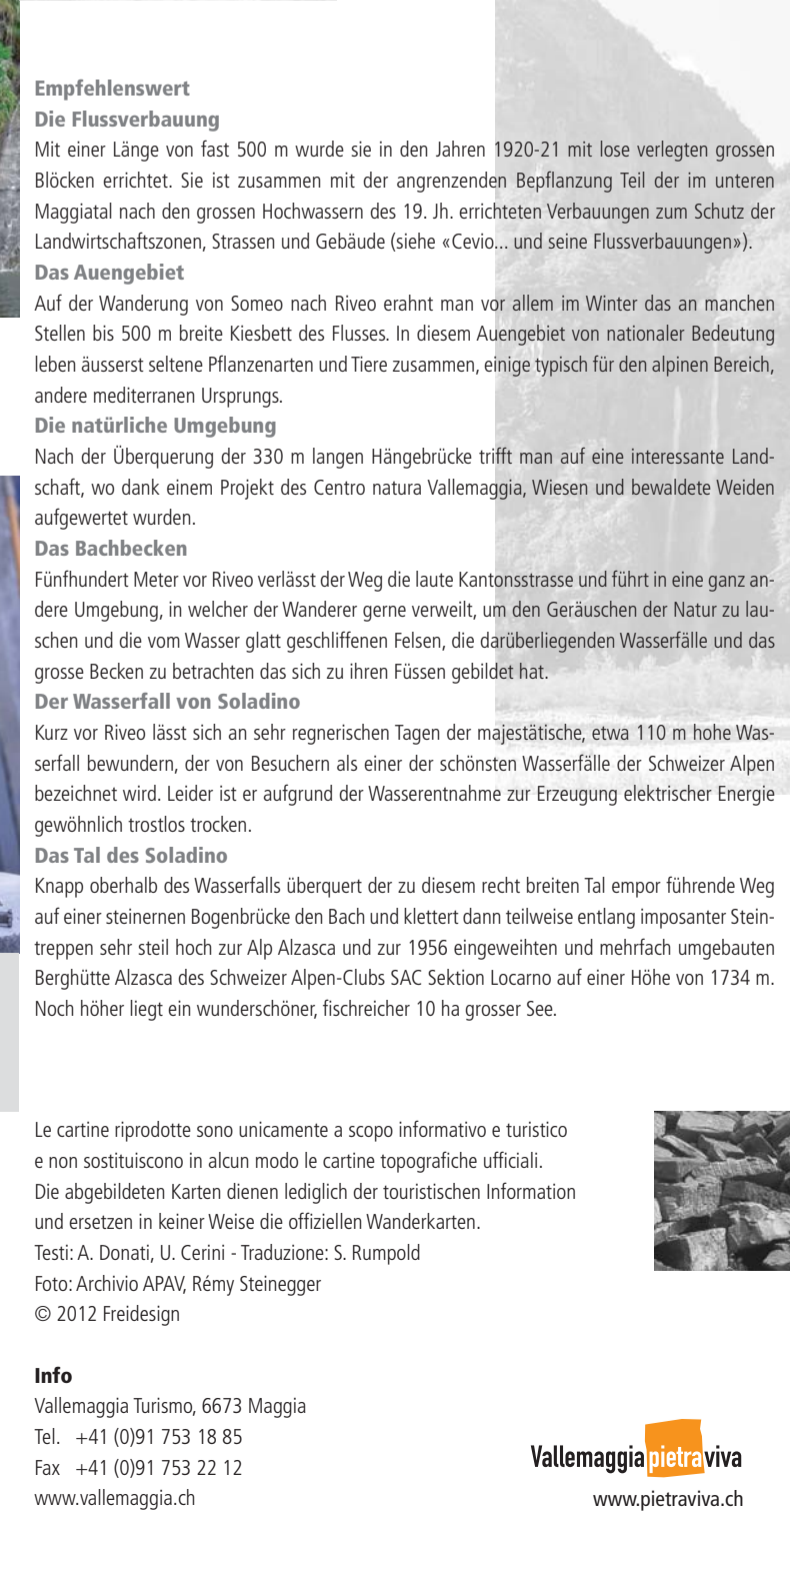 Empfehlenswert
Die Flussverbauung
Mit einer Länge von fast 500 m wurde sie in den Jahren 1920-21 mit lose verlegten grossen
Blöcken errichtet. Sie ist zusammen mit der angrenzenden Bepflanzung Teil der im unteren
Maggiatal nach den grossen Hochwassern des 19. Jh. errichteten Verbauungen zum Schutz der
Landwirtschaftszonen, Strassen und Gebäude (siehe «Cevio... und seine Flussverbauungen»).
Das Auengebiet
Auf der Wanderung von Someo nach Riveo erahnt man vor allem im Winter das an manchen
Stellen bis 500 m breite Kiesbett des Flusses. In diesem Auengebiet von nationaler Bedeutung
leben äusserst seltene Pflanzenarten und Tiere zusammen, einige typisch für den alpinen Bereich,
andere mediterranen Ursprungs.
Die natürliche Umgebung
Nach der Überquerung der 330 m langen Hängebrücke trifft man auf eine interessante Land-
schaft, wo dank einem Projekt des Centro natura Vallemaggia, Wiesen und bewaldete Weiden
aufgewertet wurden.
Das Bachbecken
Fünfhundert Meter vor Riveo verlässt der Weg die laute Kantonsstrasse und führt in eine ganz an-
dere Umgebung, in welcher der Wanderer gerne verweilt, um den Geräuschen der Natur zu lau-
schen und die vom Wasser glatt geschliffenen Felsen, die darüberliegenden Wasserfälle und das
grosse Becken zu betrachten das sich zu ihren Füssen gebildet hat.
Der Wasserfall von Soladino
Kurz vor Riveo lässt sich an sehr regnerischen Tagen der majestätische, etwa 110 m hohe Was-
serfall bewundern, der von Besuchern als einer der schönsten Wasserfälle der Schweizer Alpen
bezeichnet wird. Leider ist er aufgrund der Wasserentnahme zur Erzeugung elektrischer Energie
gewöhnlich trostlos trocken.
Das Tal des Soladino
Knapp oberhalb des Wasserfalls überquert der zu diesem recht breiten Tal empor führende Weg
auf einer steinernen Bogenbrücke den Bach und klettert dann teilweise entlang imposanter Stein-
treppen sehr steil hoch zur Alp Alzasca und zur 1956 eingeweihten und mehrfach umgebauten
Berghütte Alzasca des Schweizer Alpen-Clubs SAC Sektion Locarno auf einer Höhe von 1734 m.
Noch höher liegt ein wunderschöner, fischreicher 10 ha grosser See.
Le cartine riprodotte sono unicamente a scopo informativo e turistico
e non sostituiscono in alcun modo le cartine topografiche ufficiali.
Die abgebildeten Karten dienen lediglich der touristischen Information
und ersetzen in keiner Weise die offiziellen Wanderkarten.
Testi: A. Donati, U. Cerini - Traduzione: S. Rumpold
Foto: Archivio APAV, Rémy Steinegger
© 2012 Freidesign
Info
Vallemaggia Turismo, 6673 Maggia
Tel. +41 (0)91 753 18 85
Fax +41 (0)91 753 22 12
www.vallemaggia.ch
Vallemaggia pietra viva
www.pietraviva.ch